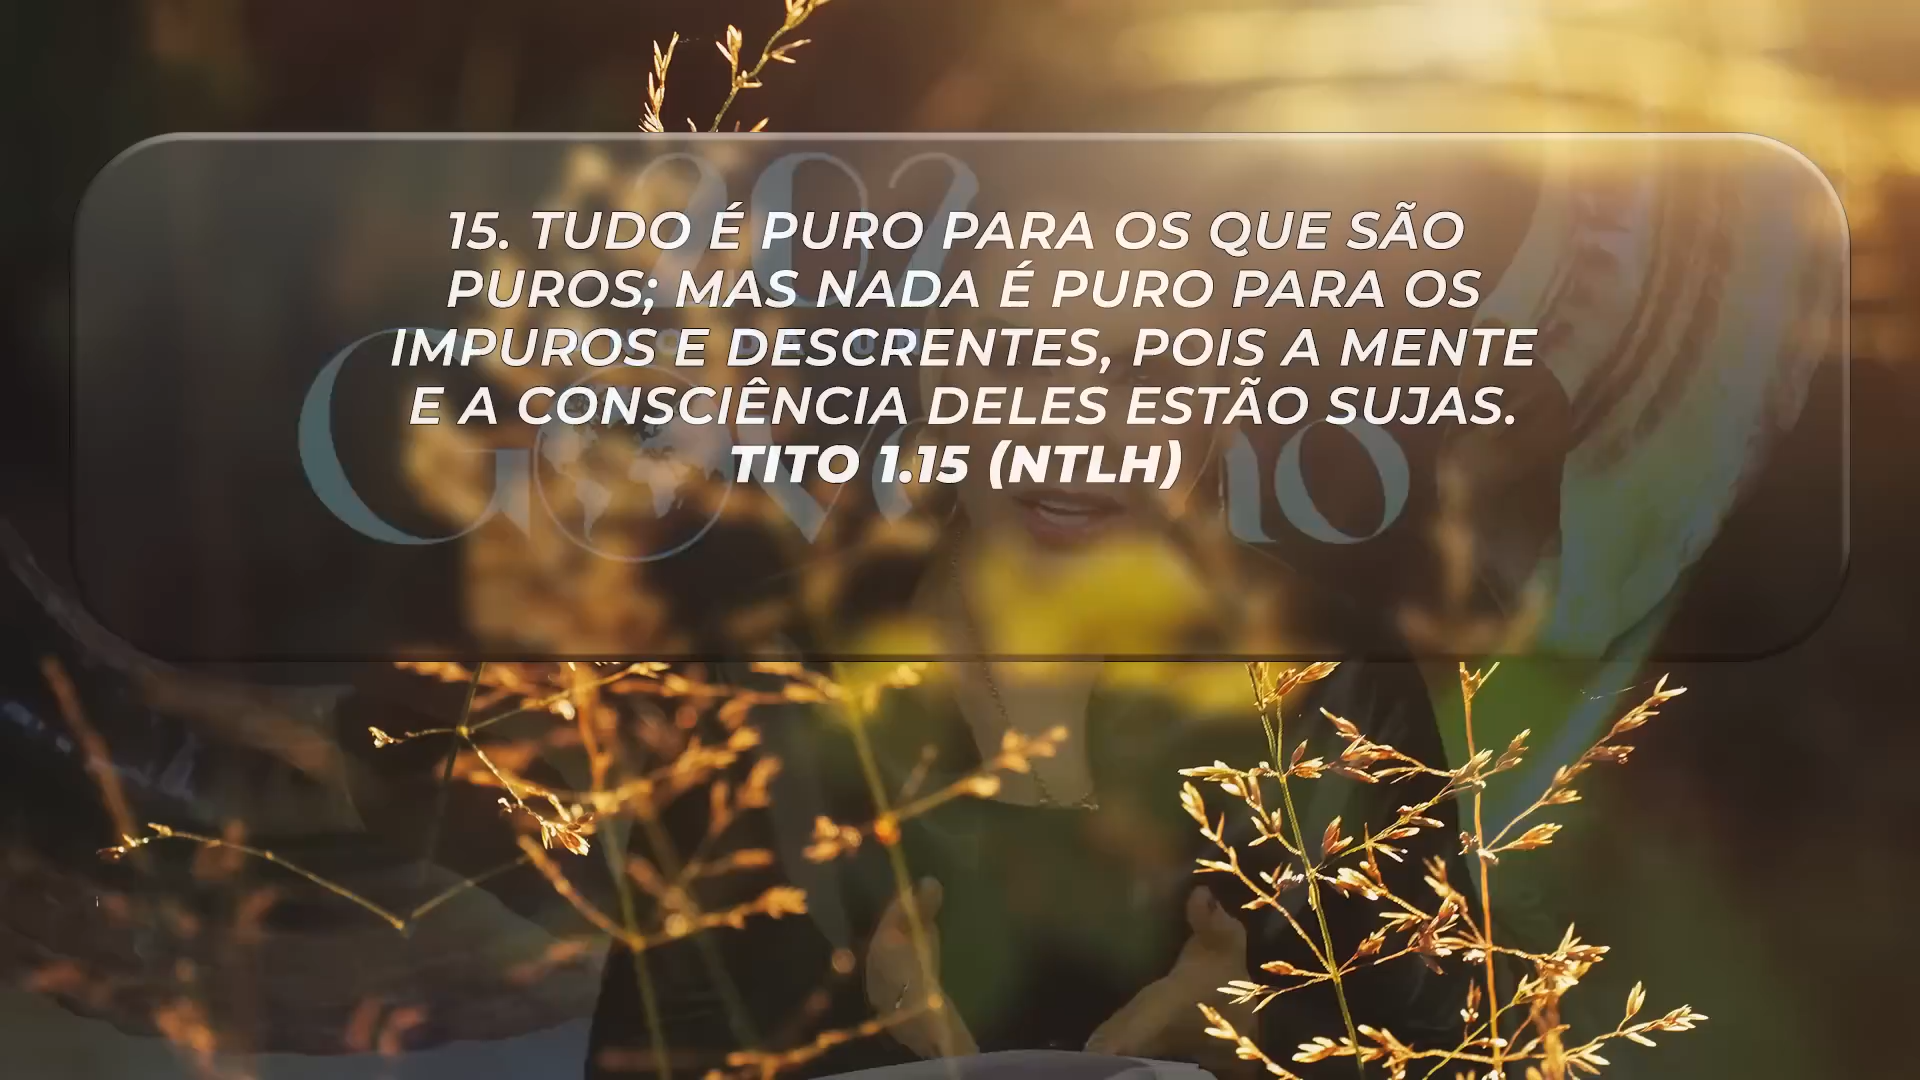 15. TUDO É PURO PARA OS QUE SÃO
PUROS; MAS NADA É PURO PARA OS
IMPUROS E DESCRENTES, POIS A MENTE
E A CONSCIÊNCIA DELES ESTÃO SUJAS.
TITO 1.15 (NTLH)